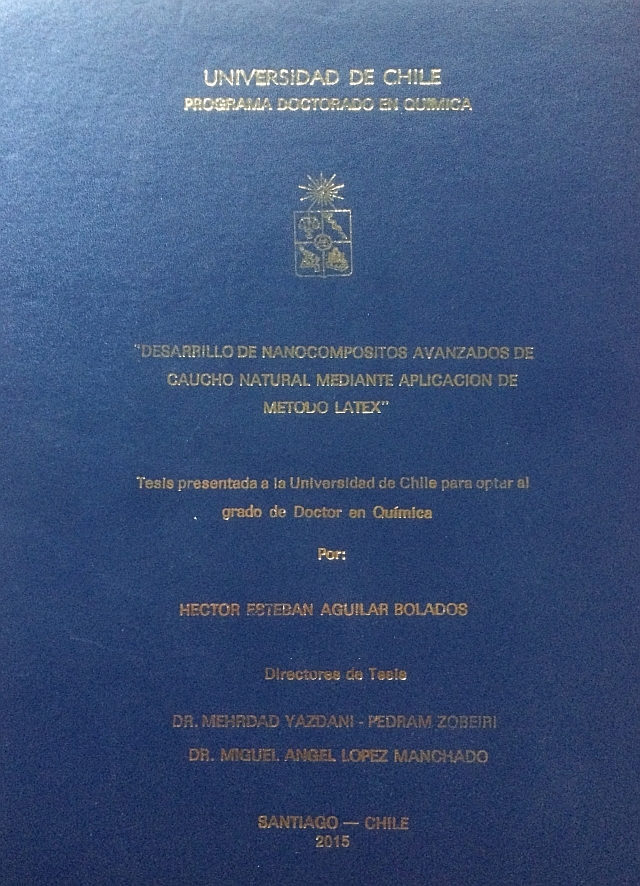 UNIVERSIDAD DE CHILE
PROGRAMA DOCTORADO EN QUIMICA
"DESARRILLO DE NANOCOMPOSITOS AVANZADOS DE
CAUCHO NATURAL MEDIANTE APLICACION DE
METODO LATEX"
Tesis presentada a la Universidad de Chile para optar al
grado de Doctor en Química
Por:
HECTOR ESTEBAN AGUILAR BOLADOS
Directores de Tesis
DR. MEHRDAD YAZDANI - PEDRAM ZOBEIRI
DR. MIGUEL ANGEL LOPEZ MANCHADO
SANTIAGO — CHILE
2015